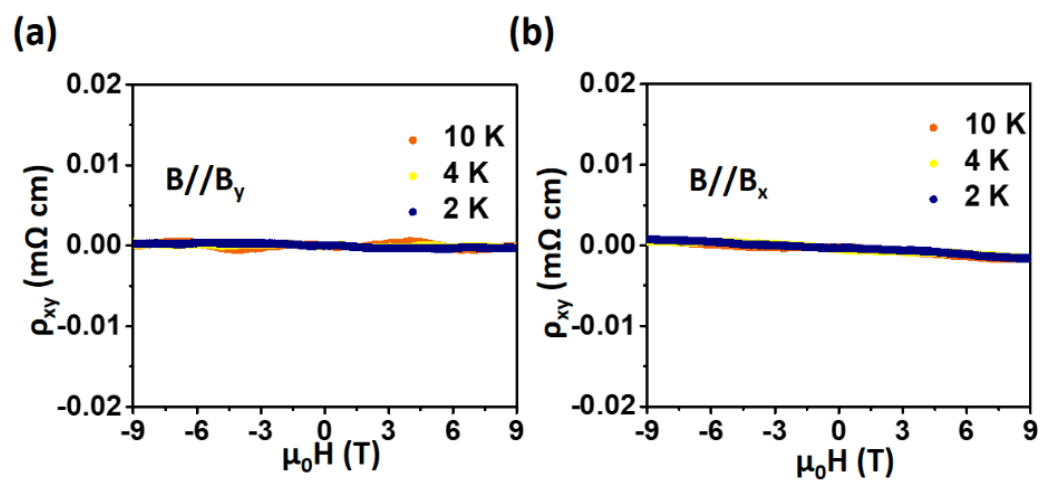 (a)
ρxy (mΩ cm)
0.02
0.01
0.00
-0.01
-0.02
B//By
10 K
4 K
2 K
-9 -6 -3 0 3 6 9
μ0H (T)
(b)
ρxy (mΩ cm)
0.02
0.01
0.00
-0.01
-0.02
B//Bx
10 K
4 K
2 K
-9 -6 -3 0 3 6 9
μ0H (T)